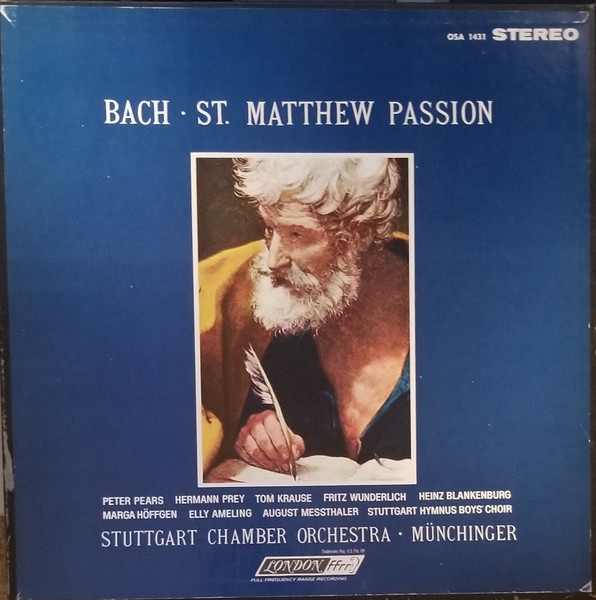 OSA 1431 STEREO
BACH · ST. MATTHEW PASSION
PETER PEARS HERMANN PREY TOM KRAUSE FRITZ WUNDERLICH HEINZ BLANKENBURG
MARGA HÖFFGEN ELLY AMELING AUGUST MESSTHALER STUTTGART HYMNUS BOYS' CHOIR
STUTTGART CHAMBER ORCHESTRA · MÜNCHINGER
LONDON ffrr
FULL FREQUENCY RANGE RECORDING